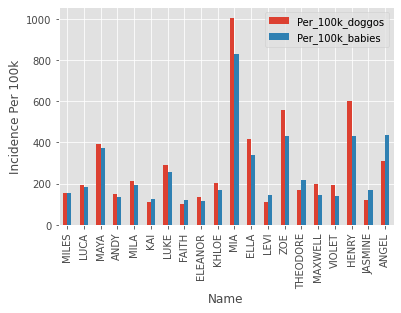 Per_100k_doggos
Per_100k_babies
Incidence Per 100k
1000
800
600
400
200
0
MILES
LUCA
MAYA
ANDY
MILA
KAI
LUKE
FAITH
ELEANOR
KHLOE
MIA
ELLA
LEVI
ZOE
THEODORE
MAXWELL
VIOLET
HENRY
JASMINE
ANGEL
Name